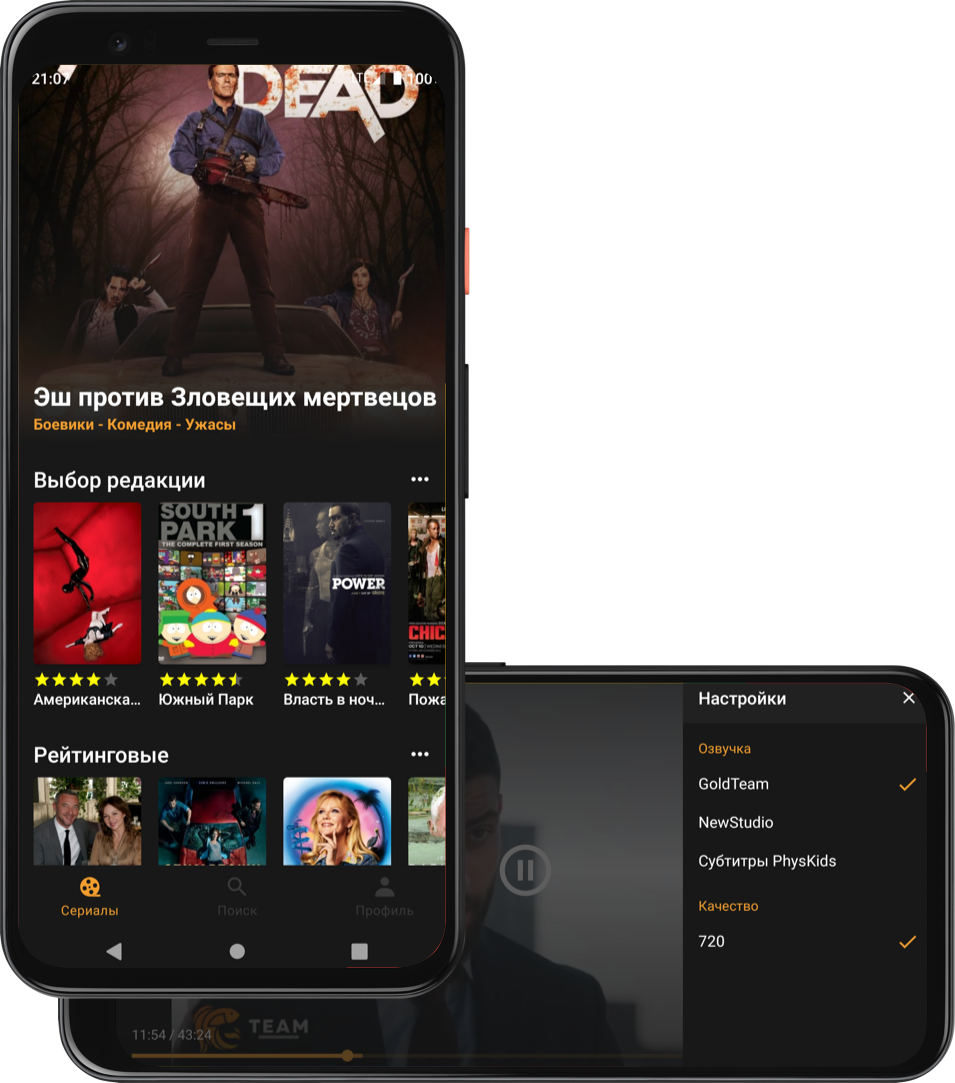 21:07
LTE
100
DEAD
Эш против Зловещих мертвецов
Боевики - Комедия - Ужасы
Выбор редакции
SOUTH
PARK 1
THE COMPLETE FIRST SEASON
POWER
CHIC
Американска...
Южный Парк
Власть в ноч...
Пожа
Рейтинговые
Сериалы
Поиск
Профиль
Настройки
Озвучка
GoldTeam
NewStudio
Субтитры PhysKids
Качество
720
TEAM
11:54 / 43:24